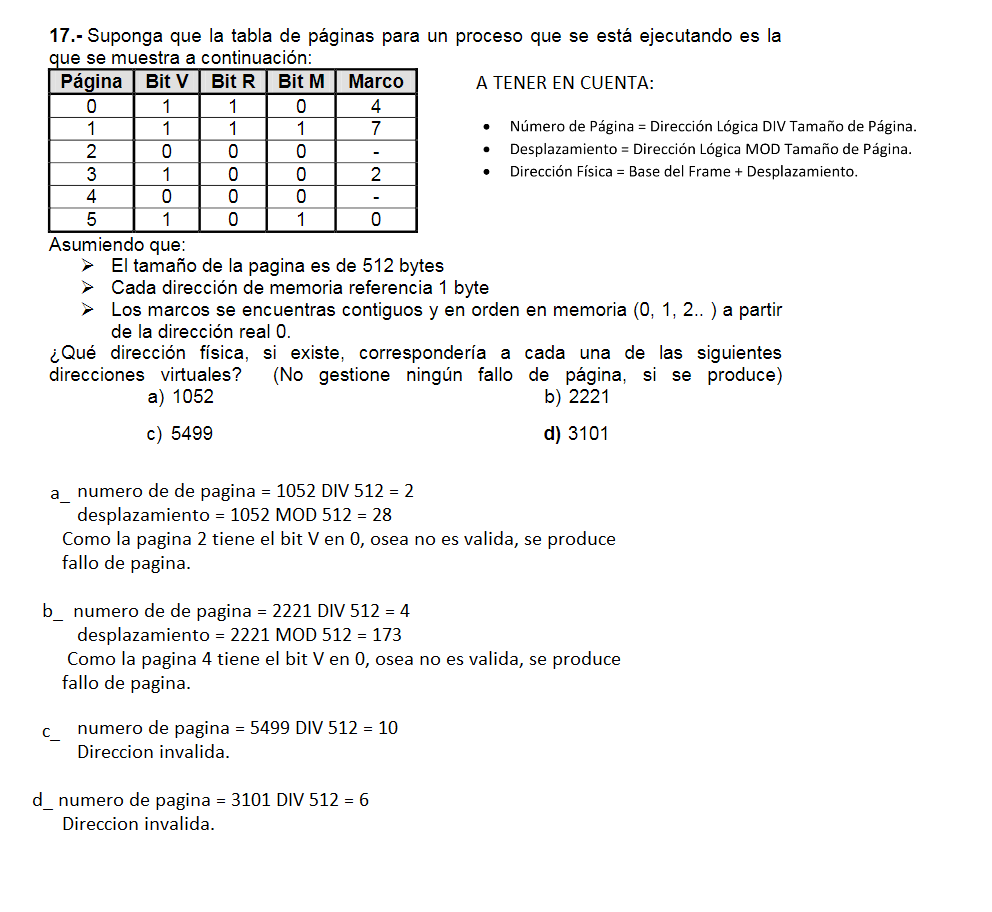 17.- Suponga que la tabla de páginas para un proceso que se está ejecutando es la
que se muestra a continuación:
Página Bit V Bit R Bit M Marco
0 1 1 0 4
1 1 1 1 7
2 0 0 0 -
3 1 0 0 2
4 0 0 0 -
5 1 0 1 0
A TENER EN CUENTA:
• Número de Página = Dirección Lógica DIV Tamaño de Página.
• Desplazamiento = Dirección Lógica MOD Tamaño de Página.
• Dirección Física = Base del Frame + Desplazamiento.
Asumiendo que:
➢ El tamaño de la pagina es de 512 bytes
➢ Cada dirección de memoria referencia 1 byte
➢ Los marcos se encuentras contiguos y en orden en memoria (0, 1, 2.. ) a partir
de la dirección real 0.
¿Qué dirección física, si existe, correspondería a cada una de las siguientes
direcciones virtuales? (No gestione ningún fallo de página, si se produce)
a) 1052 b) 2221
c) 5499 d) 3101
a_ numero de de pagina = 1052 DIV 512 = 2
desplazamiento = 1052 MOD 512 = 28
Como la pagina 2 tiene el bit V en 0, osea no es valida, se produce
fallo de pagina.
b_ numero de de pagina = 2221 DIV 512 = 4
desplazamiento = 2221 MOD 512 = 173
Como la pagina 4 tiene el bit V en 0, osea no es valida, se produce
fallo de pagina.
c_ numero de pagina = 5499 DIV 512 = 10
Direccion invalida.
d_ numero de pagina = 3101 DIV 512 = 6
Direccion invalida.